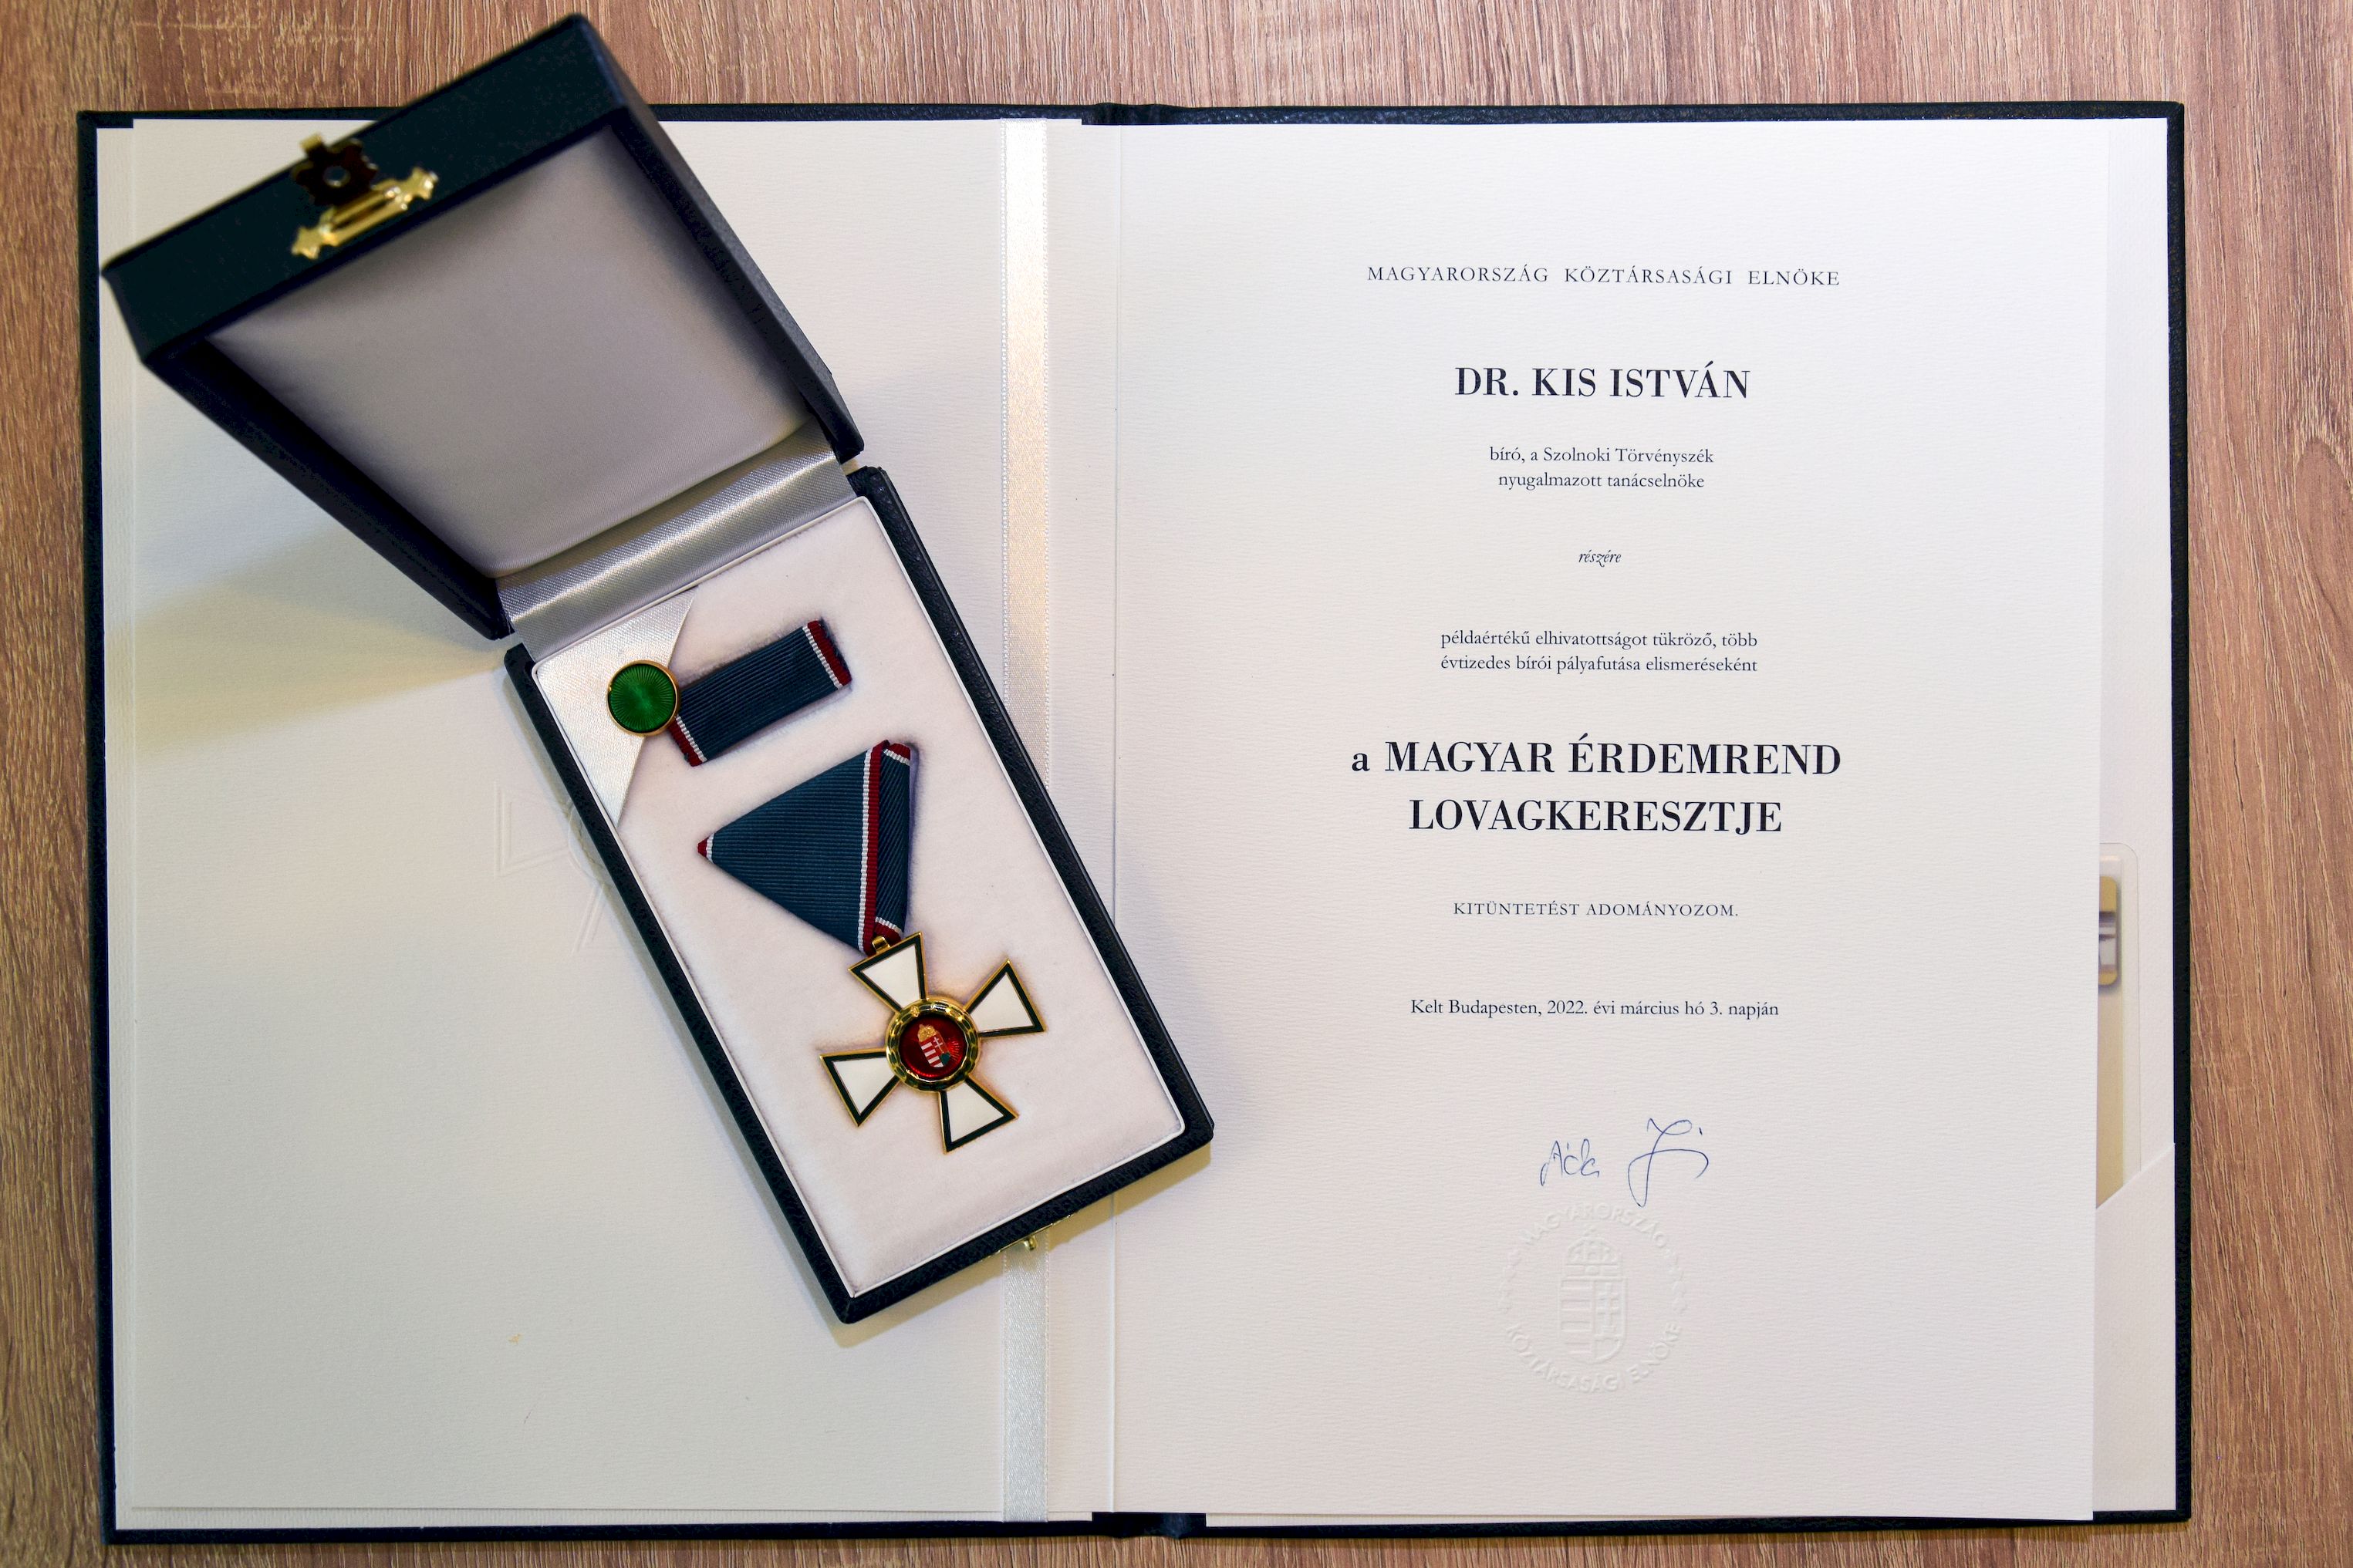 MAGYARORSZÁG KÖZTÁRSASÁGI ELNÖKE
DR. KIS ISTVÁN
bíró, a Szolnoki Törvényszék
nyugalmazott tanácselnöke
részére
példaértékű elhivatottságot tükröző, több
évtizedes bírói pályafutása elismeréseként
a MAGYAR ÉRDEMREND
LOVAGKERESZTJE
KITÜNTETÉST ADOMÁNYOZOM.
Kelt Budapesten, 2022. évi március hó 3. napján
MAGYARORSZÁG
KÖZTÁRSASÁGI ELNÖKE